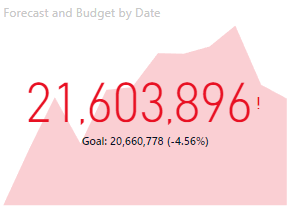 Forecast and Budget by Date
21,603,896!
Goal: 20,660,778 (-4.56%)